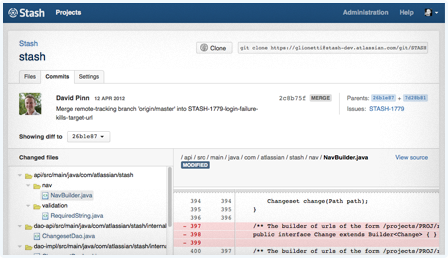 Stash Projects Administration Help
Stash
stash
Clone git clone https://glionetti@stash-dev.atlassian.com/git/STASH
Files Commits Settings
David Pinn 12 APR 2012 2c8b75f MERGE Parents: 26b1e87 + 7d28b81
Merge remote-tracking branch 'origin/master' into STASH-1779-login-failure-
kills-target-url
Issues: STASH-1779
Showing diff to 26b1e87
Changed files
/ api / src / main / java / com / atlassian / stash / nav / NavBuilder.java View source
MODIFIED
api/src/main/java/com/atlassian/stash
nav
NavBuilder.java
validation
RequiredString.java
dao-api/src/main/java/com/atlassian/stash/internal
ChangesetDao.java
dao-impl/src/main/java/com/atlassian/stash/interna
394 394 Changeset change(Path path);
395 395 }
396 396
- 397 /** The builder of urls of the form /projects/PROJ/
- 398 public interface Change extends Builder<Change> { }
- 399
400 397 /** The builder of urls of the form /projects/PROJ/